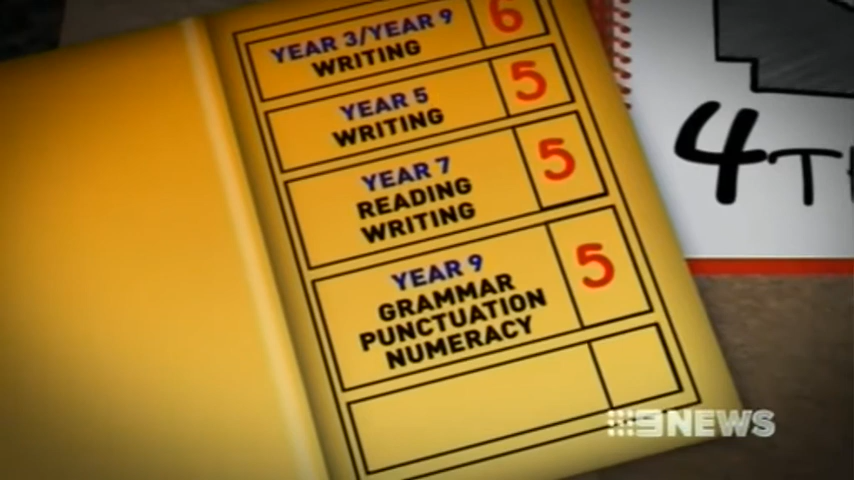 YEAR 3/YEAR 9
WRITING
6
YEAR 5
WRITING
5
YEAR 7
READING
WRITING
5
YEAR 9
GRAMMAR
PUNCTUATION
NUMERACY
5
4TH
9NEWS